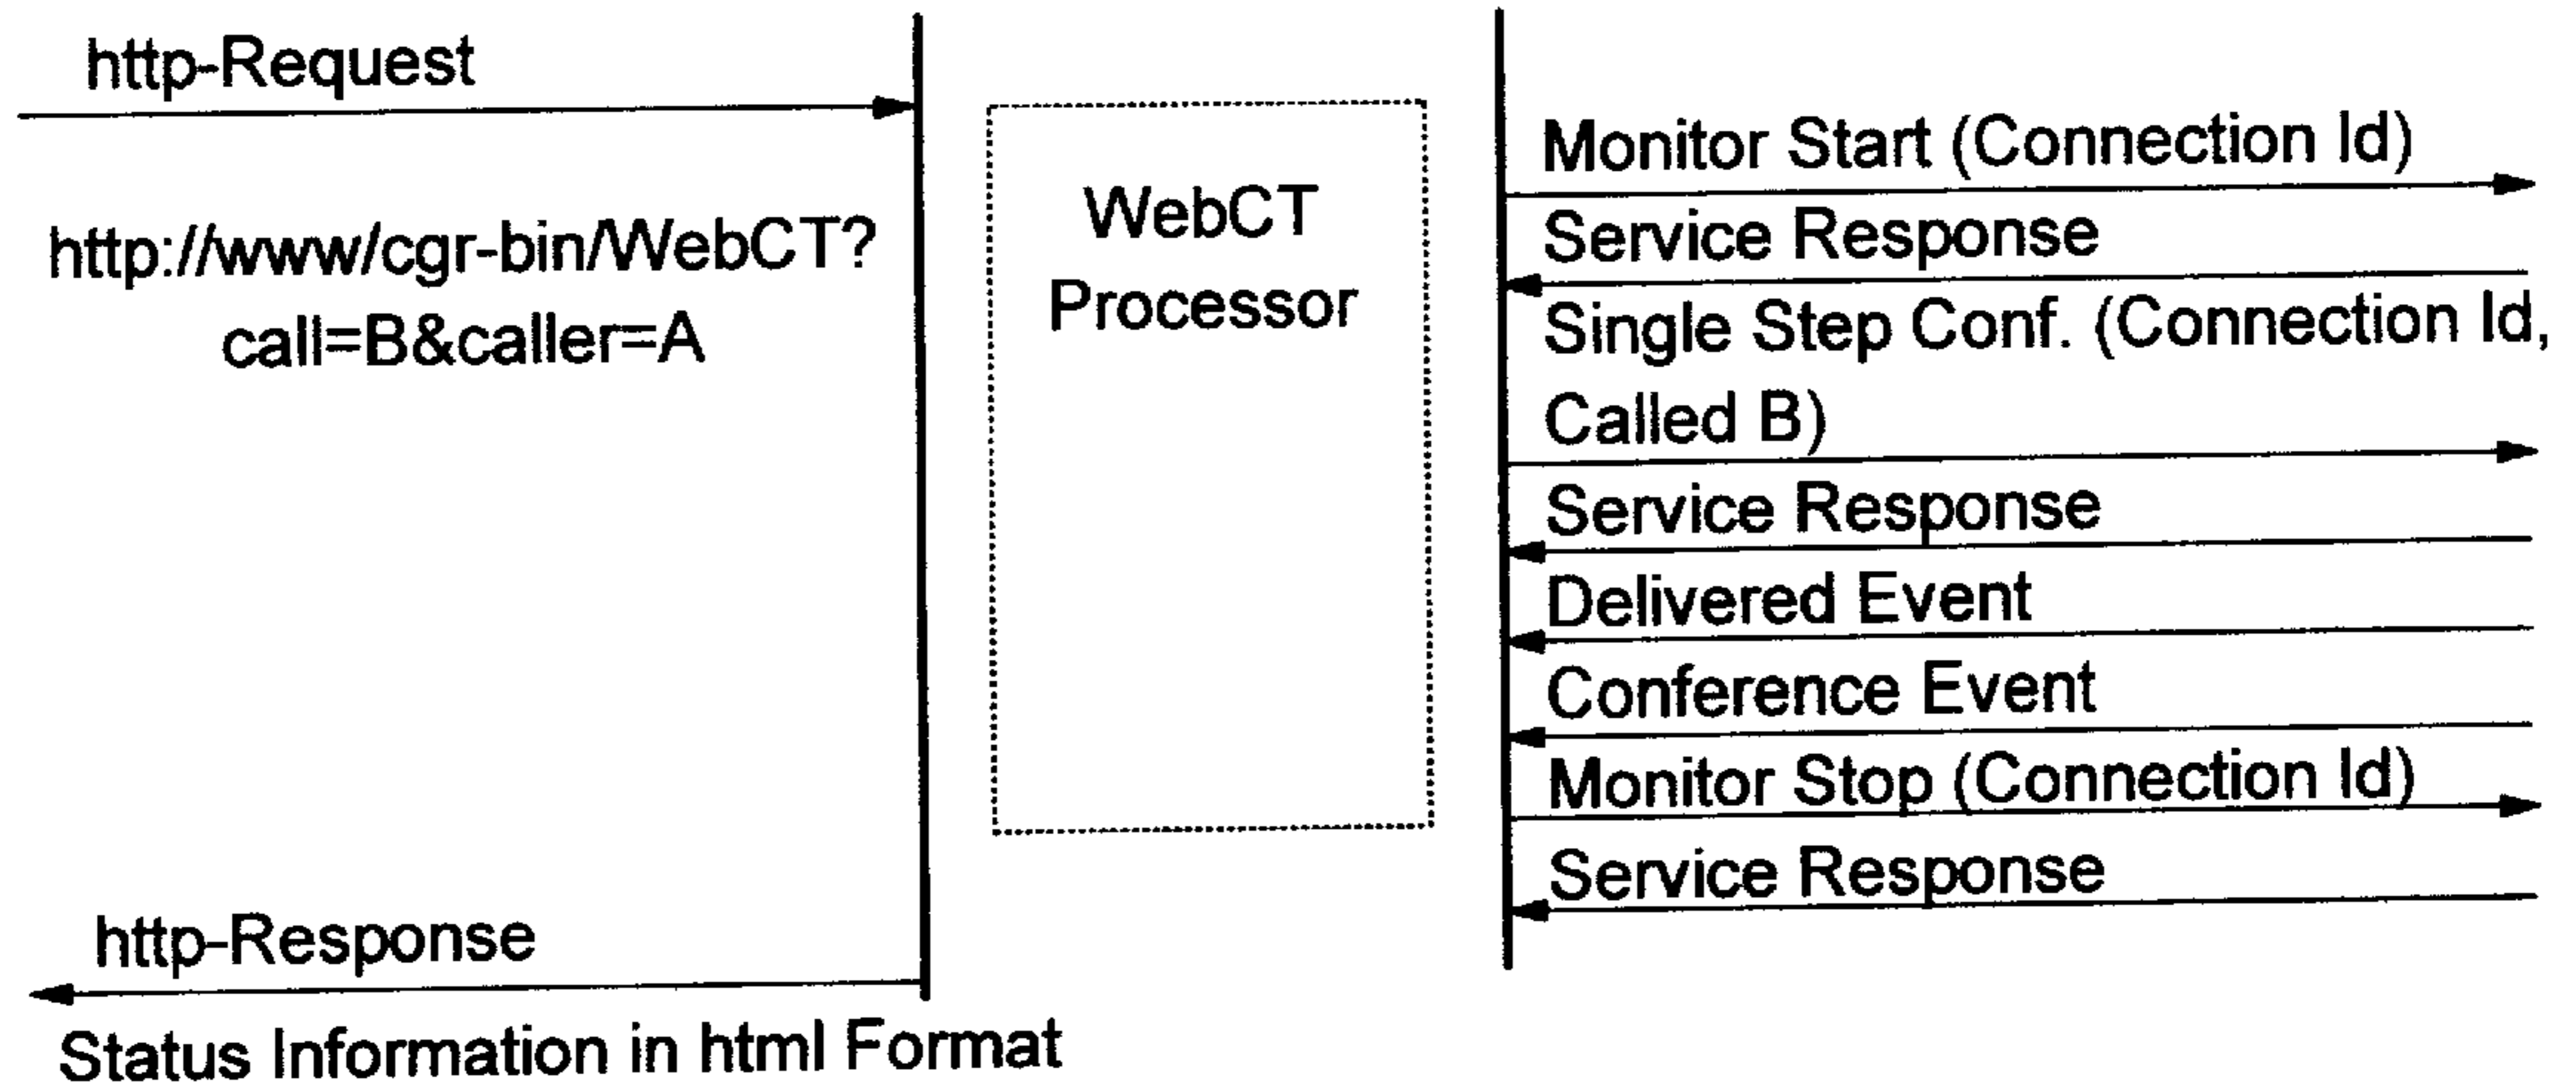 http-Request
http://www/cgr-bin/WebCT?
call=B&caller=A
http-Response
Status Information in html Format
WebCT
Processor
Monitor Start (Connection Id)
Service Response
Single Step Conf. (Connection Id,
Called B)
Service Response
Delivered Event
Conference Event
Monitor Stop (Connection Id)
Service Response